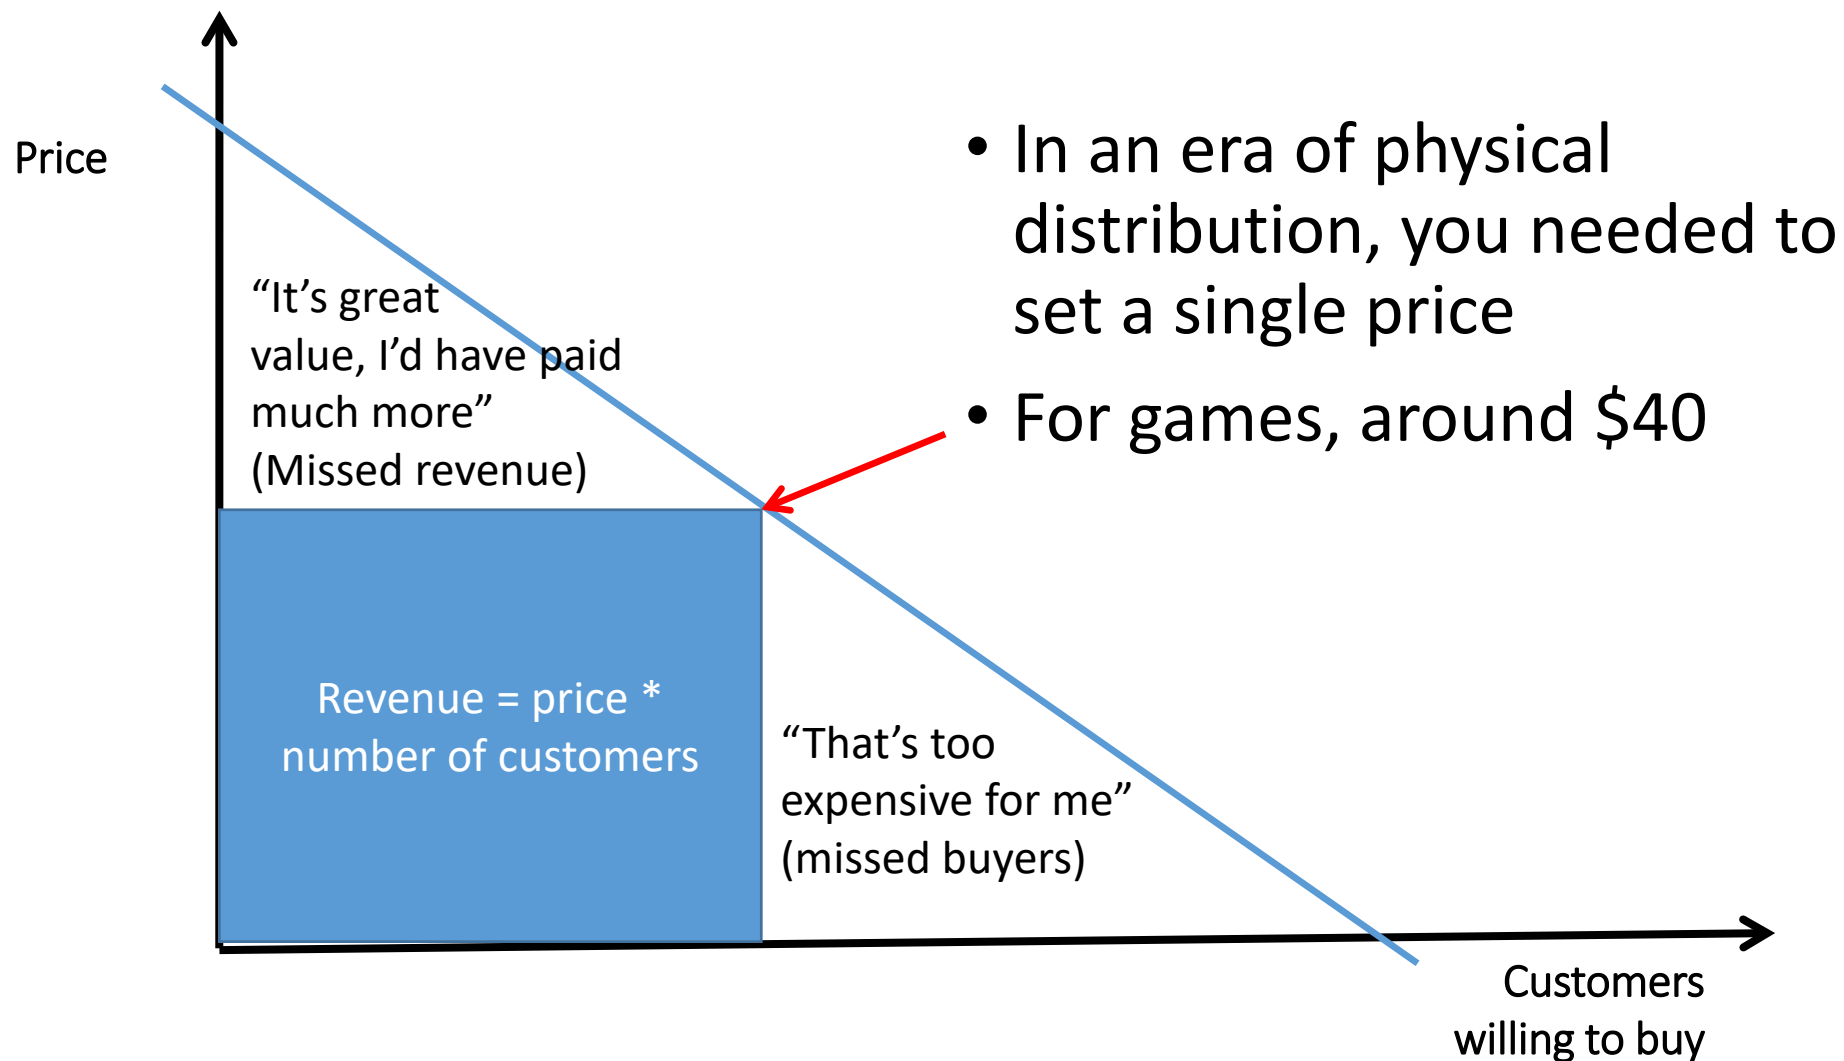 Price
• In an era of physical
distribution, you needed to
set a single price
• For games, around $40
“It’s great
value, I’d have paid
much more”
(Missed revenue)
Revenue = price *
number of customers
“That’s too
expensive for me”
(missed buyers)
Customers
willing to buy